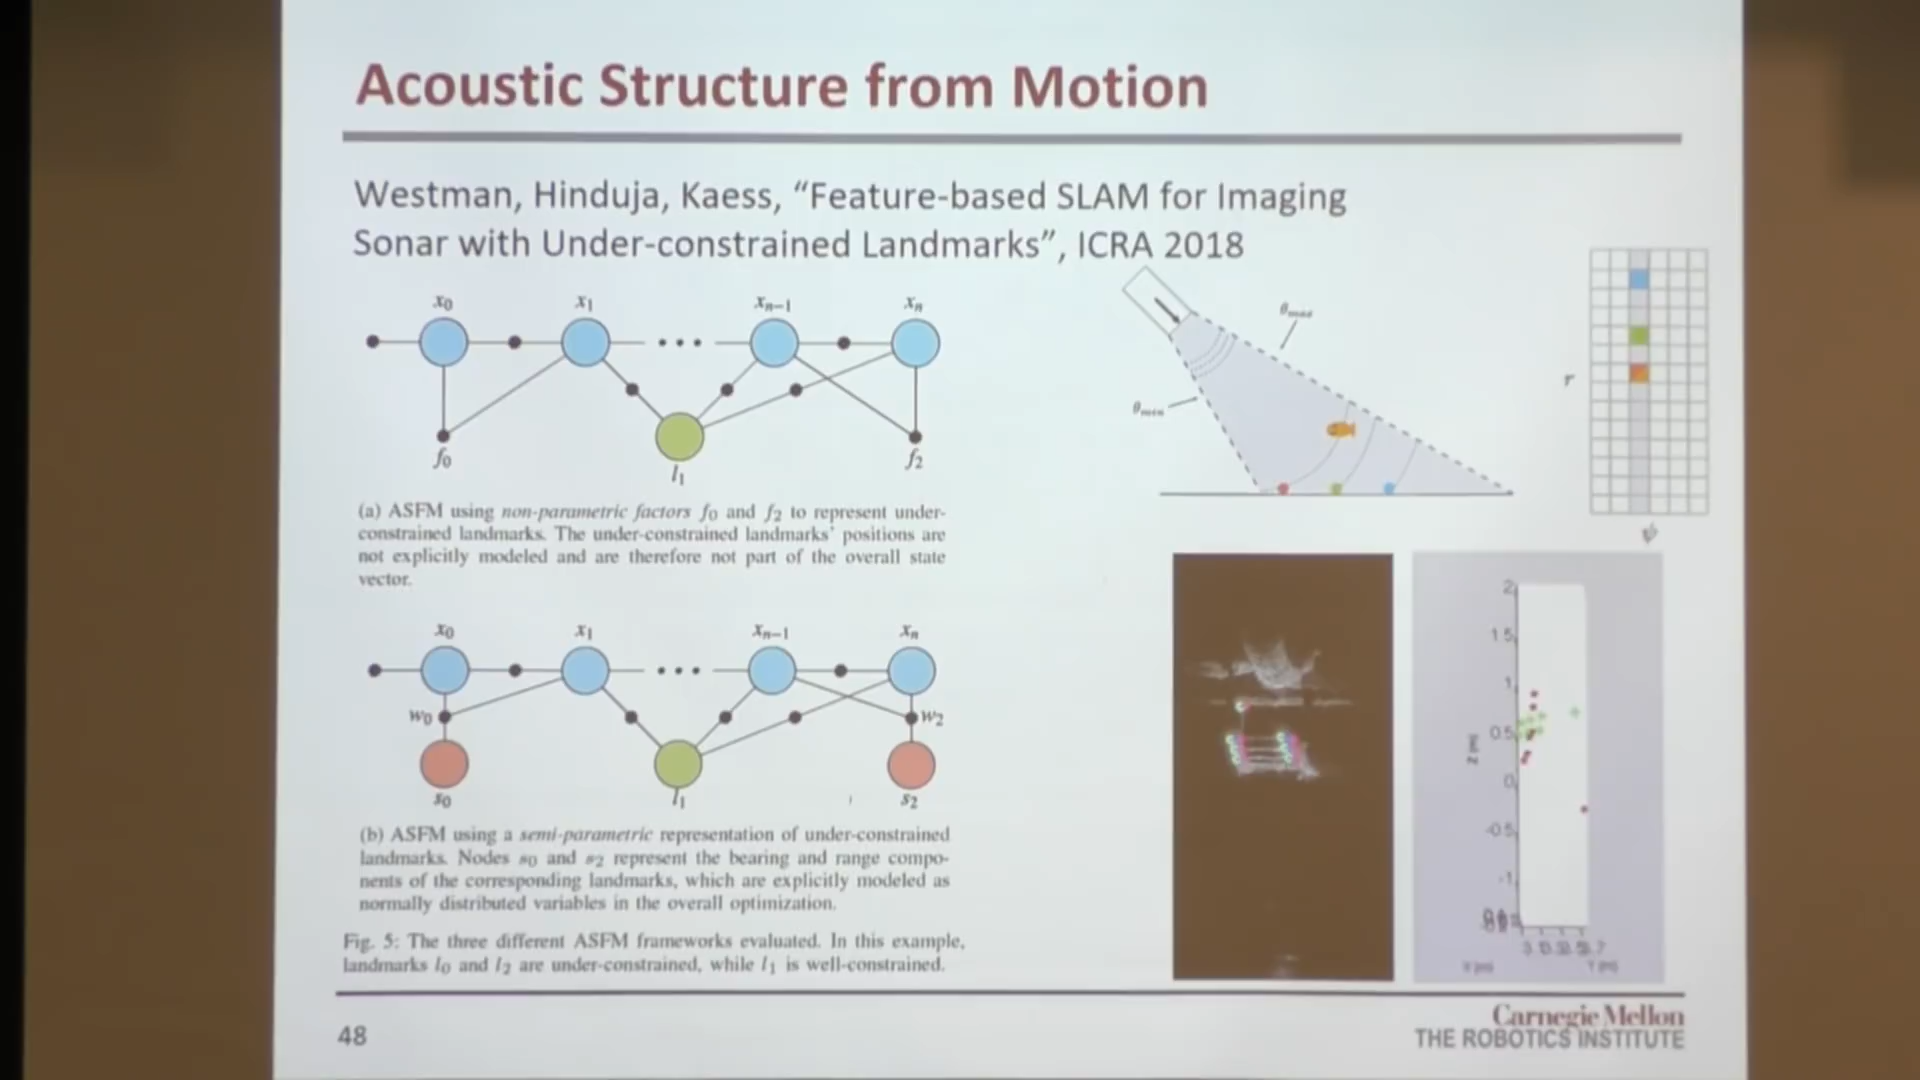 Acoustic Structure from Motion
Westman, Hinduja, Kaess, “Feature-based SLAM for Imaging
Sonar with Under-constrained Landmarks”, ICRA 2018
x0 x1 xn−1 xn
f0 l1 f2
(a) ASFM using non-parametric factors f0 and f2 to represent under-
constrained landmarks. The under-constrained landmarks' positions are
not explicitly modeled and are therefore not part of the overall state
vector.
x0 x1 xn−1 xn
w0 w2
s0 l1 s2
(b) ASFM using a semi-parametric representation of under-constrained
landmarks. Nodes s0 and s2 represent the bearing and range compo-
nents of the corresponding landmarks, which are explicitly modeled as
normally distributed variables in the overall optimization.
Fig. 5: The three different ASFM frameworks evaluated. In this example,
landmarks l0 and l2 are under-constrained, while l1 is well-constrained.
θmax
θmin
r
ψ
2
1.5
1
0.5
0
-0.5
-1
z [m]
48
Carnegie Mellon
THE ROBOTICS INSTITUTE